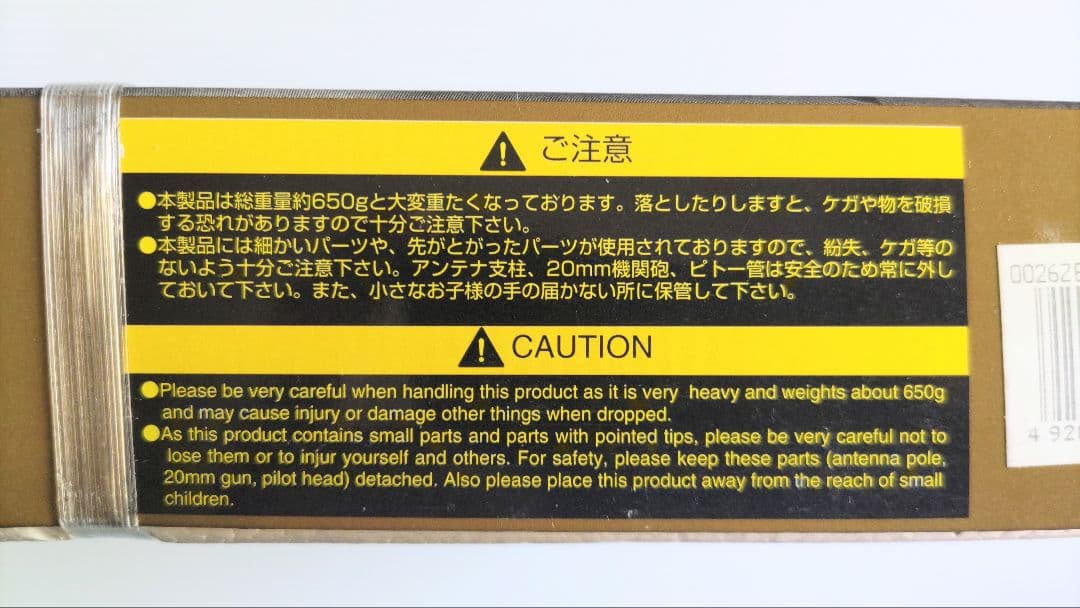 ご注意
●本製品は総重量約650gと大変重たくなっております。落としたりしますと、ケガや物を破損
する恐れがありますので十分ご注意下さい。
●本製品には細かいパーツや、先がとがったパーツが使用されておりますので、紛失、ケガ等の
ないよう十分ご注意下さい。アンテナ支柱、20mm機関砲、ピトー管は安全のため常に外し
ておいて下さい。また、小さなお子様の手の届かない所に保管して下さい。
CAUTION
●Please be very careful when handling this product as it is very heavy and weights about 650g
and may cause injury or damage other things when dropped.
●As this product contains small parts and parts with pointed tips, please be very careful not to
lose them or to injur yourself and others. For safety, please keep these parts (antenna pole,
20mm gun, pilot head) detached. Also please place this product away from the reach of small
children.